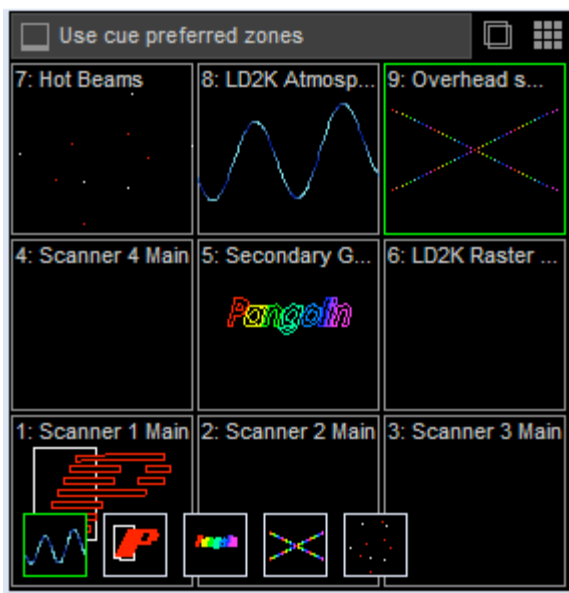 Use cue preferred zones
7: Hot Beams
8: LD2K Atmosp...
9: Overhead s...
4: Scanner 4 Main
5: Secondary G...
6: LD2K Raster ...
Pangolin
1: Scanner 1 Main
2: Scanner 2 Main
3: Scanner 3 Main
P
P